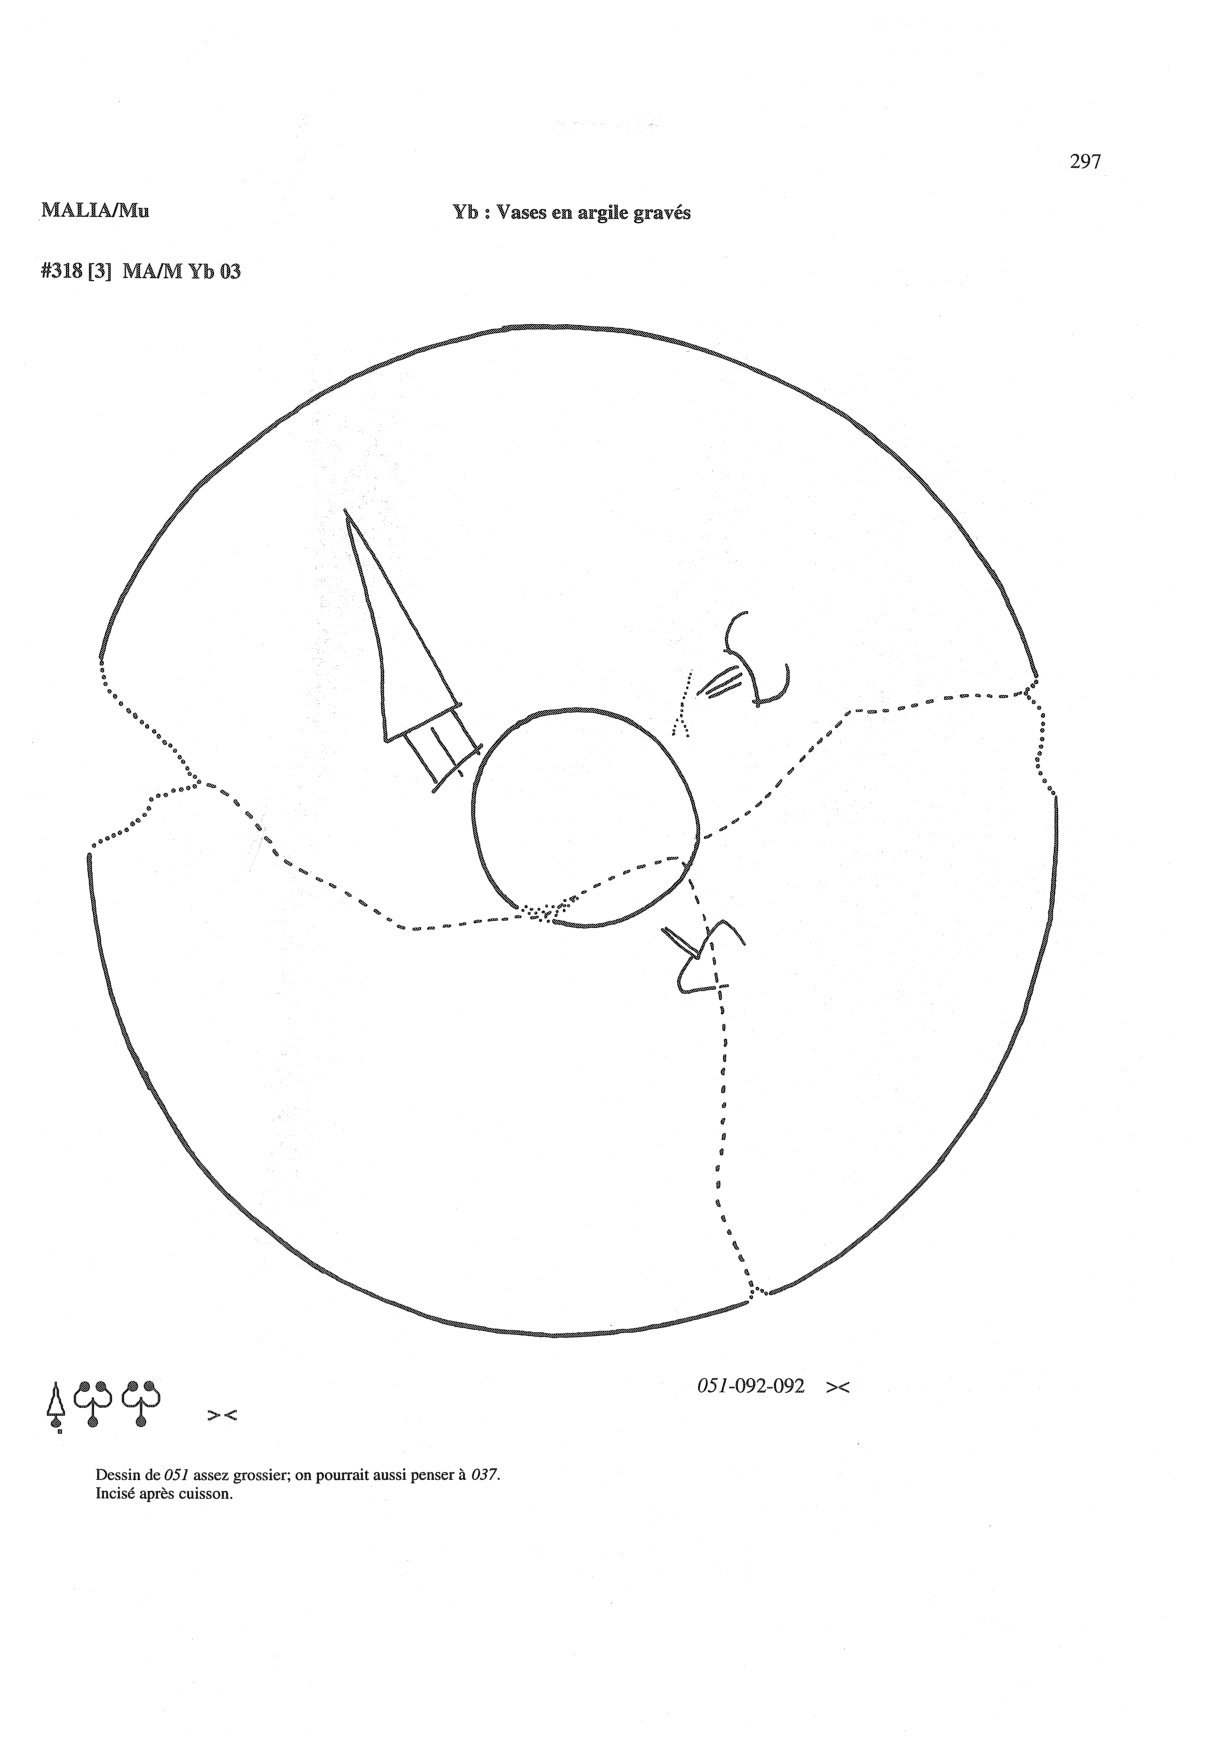 297
MALIA/Mu
Yb : Vases en argile gravés
#318 [3] MA/M Yb 03
051-092-092 ><
><
Dessin de 051 assez grossier; on pourrait aussi penser à 037.
Incisé après cuisson.